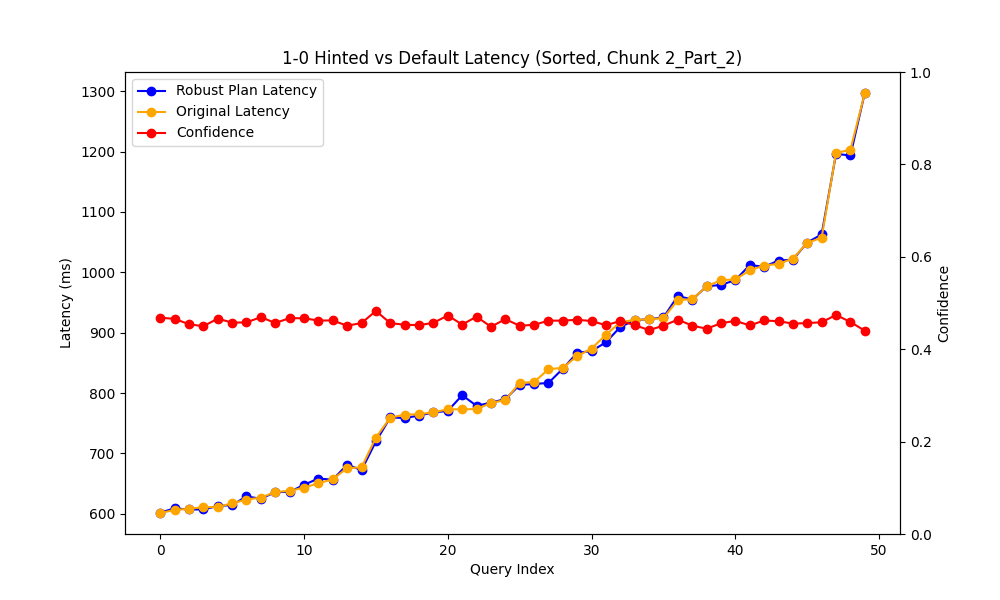 1-0 Hinted vs Default Latency (Sorted, Chunk 2_Part_2)
Robust Plan Latency
Original Latency
Confidence
1300
1200
1100
1000
900
800
700
600
Latency (ms)
1.0
0.8
0.6
0.4
0.2
0.0
Confidence
0 10 20 30 40 50
Query Index